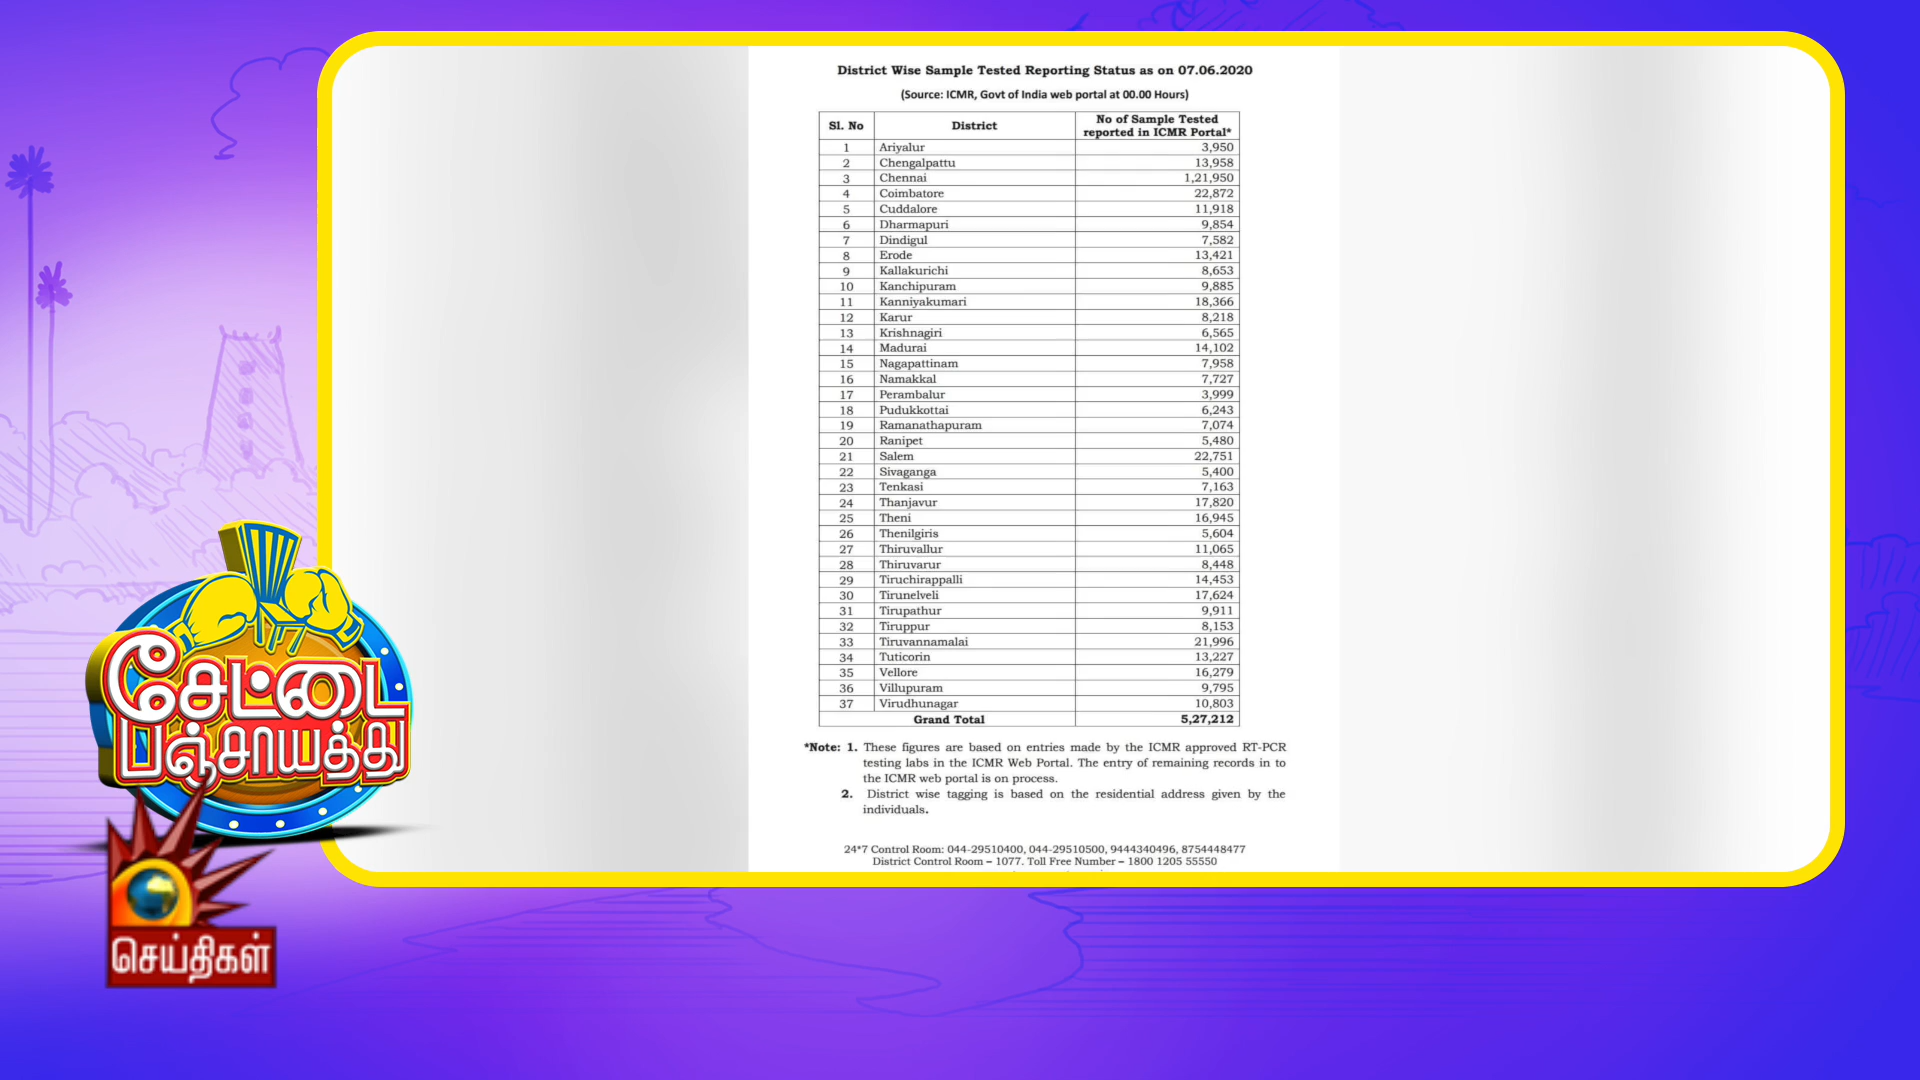 District Wise Sample Tested Reporting Status as on 07.06.2020
(Source: ICMR, Govt of India web portal at 00.00 Hours)
Sl. No District No of Sample Tested reported in ICMR Portal*
1 Ariyalur 3,950
2 Chengalpattu 13,958
3 Chennai 1,21,950
4 Coimbatore 22,872
5 Cuddalore 11,918
6 Dharmapuri 9,854
7 Dindigul 7,582
8 Erode 13,421
9 Kallakurichi 8,653
10 Kanchipuram 9,885
11 Kanniyakumari 18,366
12 Karur 8,218
13 Krishnagiri 6,565
14 Madurai 14,102
15 Nagapattinam 7,958
16 Namakkal 7,727
17 Perambalur 3,999
18 Pudukkottai 6,243
19 Ramanathapuram 7,074
20 Ranipet 5,480
21 Salem 22,751
22 Sivaganga 5,400
23 Tenkasi 7,163
24 Thanjavur 17,820
25 Theni 16,945
26 Thenilgiris 5,604
27 Thiruvallur 11,065
28 Thiruvarur 8,448
29 Tiruchirappalli 14,453
30 Tirunelveli 17,624
31 Tirupathur 9,911
32 Tiruppur 8,153
33 Tiruvannamalai 21,996
34 Tuticorin 13,227
35 Vellore 16,279
36 Villupuram 9,795
37 Virudhunagar 10,803
Grand Total 5,27,212
*Note: 1. These figures are based on entries made by the ICMR approved RT-PCR
testing labs in the ICMR Web Portal. The entry of remaining records in to
the ICMR web portal is on process.
2. District wise tagging is based on the residential address given by the
individuals.
24*7 Control Room: 044-29510400, 044-29510500, 9444340496, 8754448477
District Control Room – 1077. Toll Free Number – 1800 1205 55550
சேட்டை
பஞ்சாயத்து
செய்திகள்